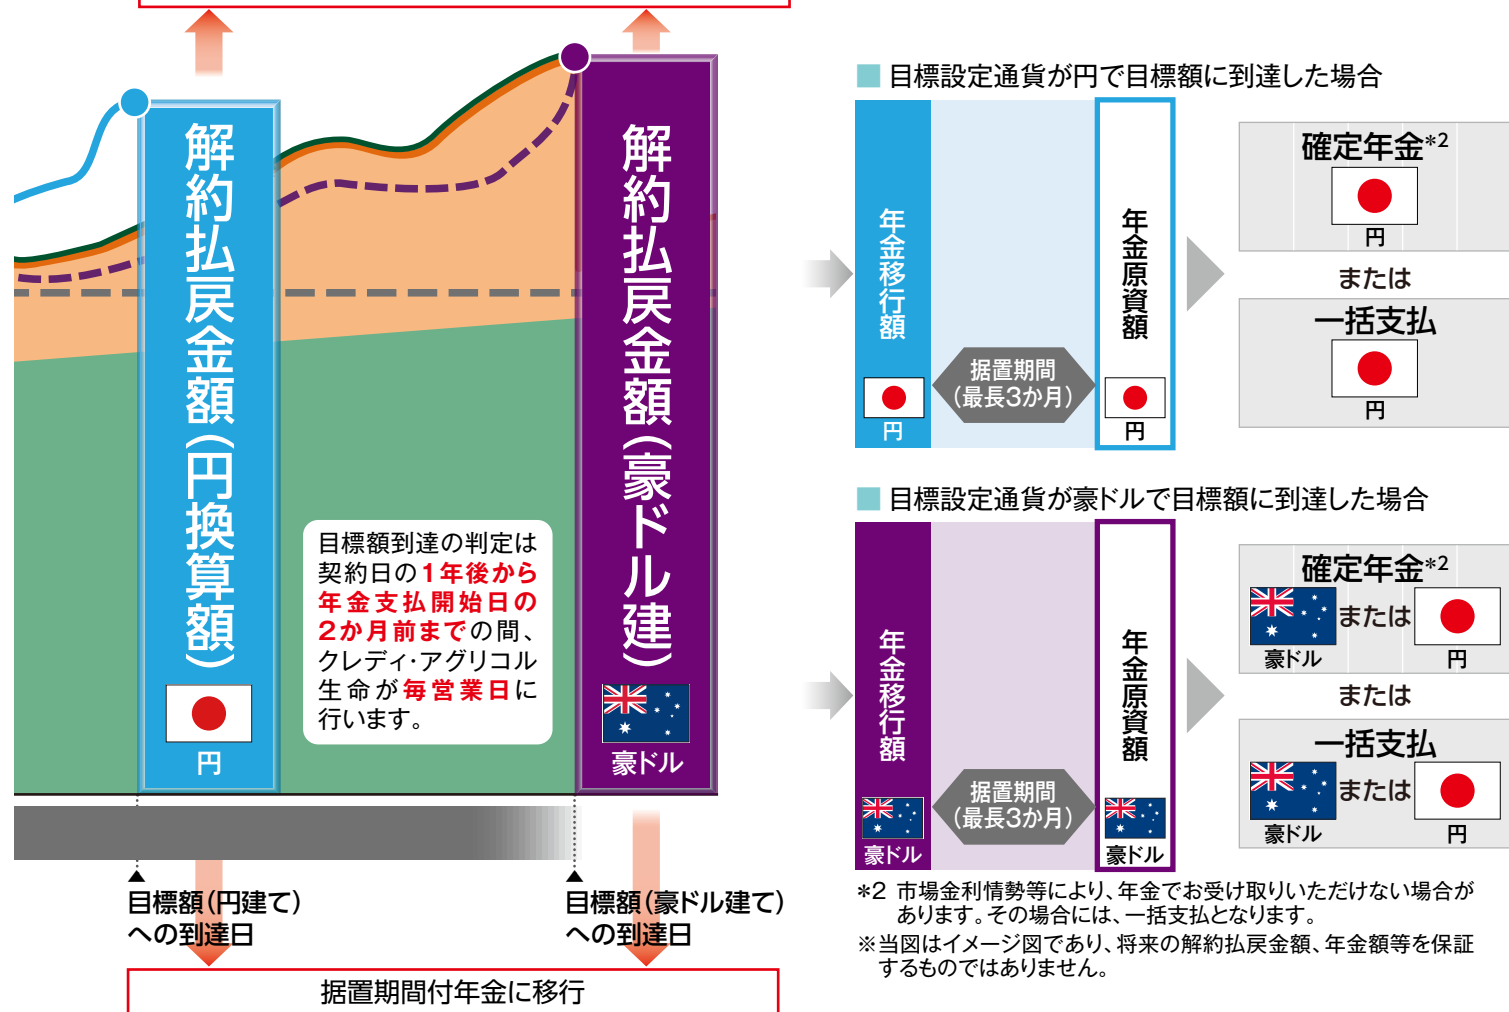 解約払戻金額(円換算額)
円
解約払戻金額(豪ドル建)
豪ドル
目標額到達の判定は
契約日の1年後から
年金支払開始日の
2か月前までの間、
クレディ・アグリコル
生命が毎営業日に
行います。
目標額(円建て)
への到達日
目標額(豪ドル建て)
への到達日
据置期間付年金に移行
■ 目標設定通貨が円で目標額に到達した場合
年金移行額
円
据置期間
(最長3か月)
年金原資額
円
確定年金*2
円
または
一括支払
円
■ 目標設定通貨が豪ドルで目標額に到達した場合
年金移行額
豪ドル
据置期間
(最長3か月)
年金原資額
豪ドル
確定年金*2
または
豪ドル 円
または
一括支払
または
豪ドル 円
*2 市場金利情勢等により、年金でお受け取りいただけない場合が
あります。その場合には、一括支払となります。
※当図はイメージ図であり、将来の解約払戻金額、年金額等を保証
するものではありません。